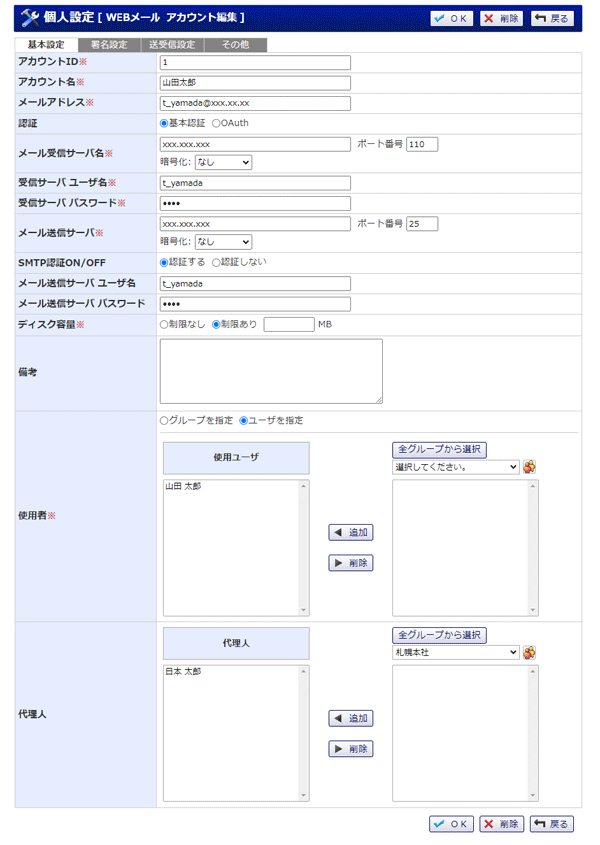 個人設定 [ WEBメール アカウント編集 ] OK 削除 戻る
基本設定 署名設定 送受信設定 その他
アカウントID※ 1
アカウント名※ 山田太郎
メールアドレス※ t_yamada@xxx.xx.xx
認証 基本認証 OAuth
メール受信サーバ名※ xxx.xxx.xxx ポート番号 110
暗号化: なし
受信サーバ ユーザ名※ t_yamada
受信サーバ パスワード※ ••••
メール送信サーバ※ xxx.xxx.xxx ポート番号 25
暗号化: なし
SMTP認証ON/OFF 認証する 認証しない
メール送信サーバ ユーザ名 t_yamada
メール送信サーバ パスワード ••••
ディスク容量※ 制限なし 制限あり MB
備考
使用者※ グループを指定 ユーザを指定
使用ユーザ 全グループから選択
選択してください。
山田 太郎
追加
削除
代理人 代理人 全グループから選択
札幌本社
日本 太郎
追加
削除
OK 削除 戻る